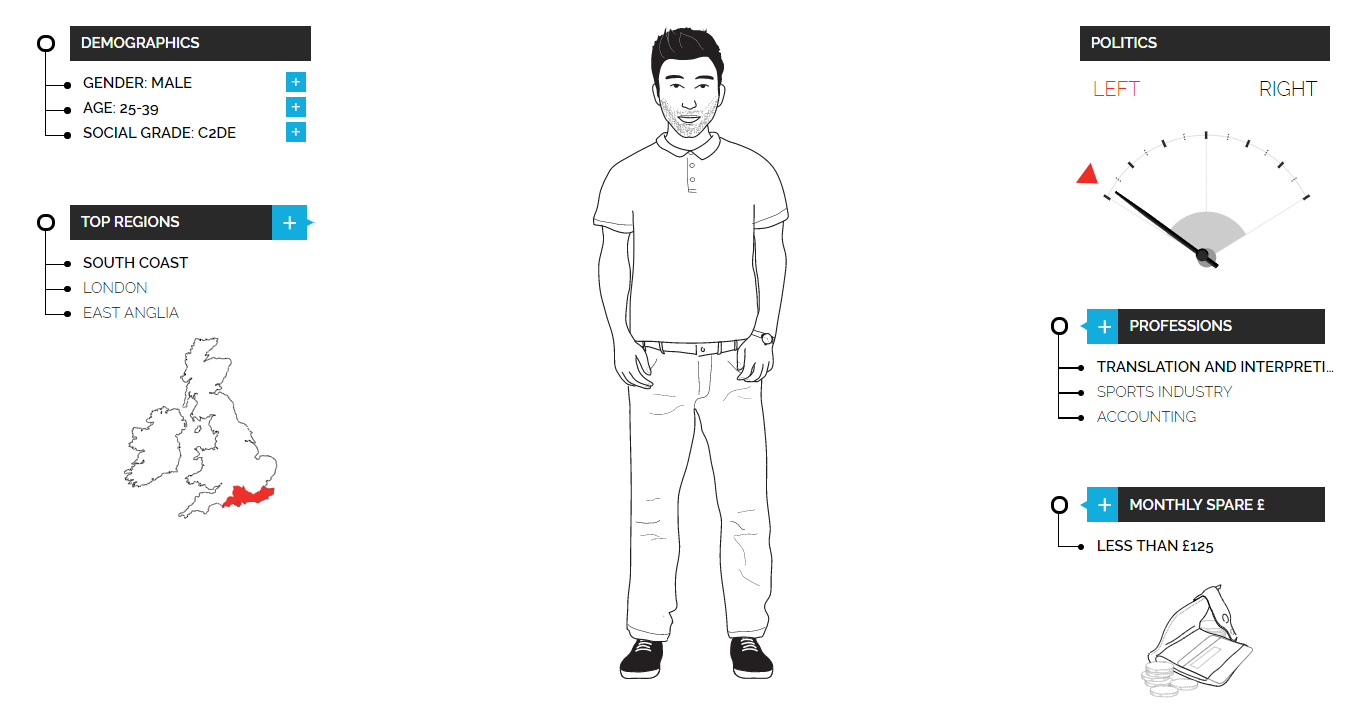 DEMOGRAPHICS
GENDER: MALE
AGE: 25-39
SOCIAL GRADE: C2DE
TOP REGIONS
SOUTH COAST
LONDON
EAST ANGLIA
POLITICS
LEFT RIGHT
PROFESSIONS
TRANSLATION AND INTERPRETI...
SPORTS INDUSTRY
ACCOUNTING
MONTHLY SPARE £
LESS THAN £125